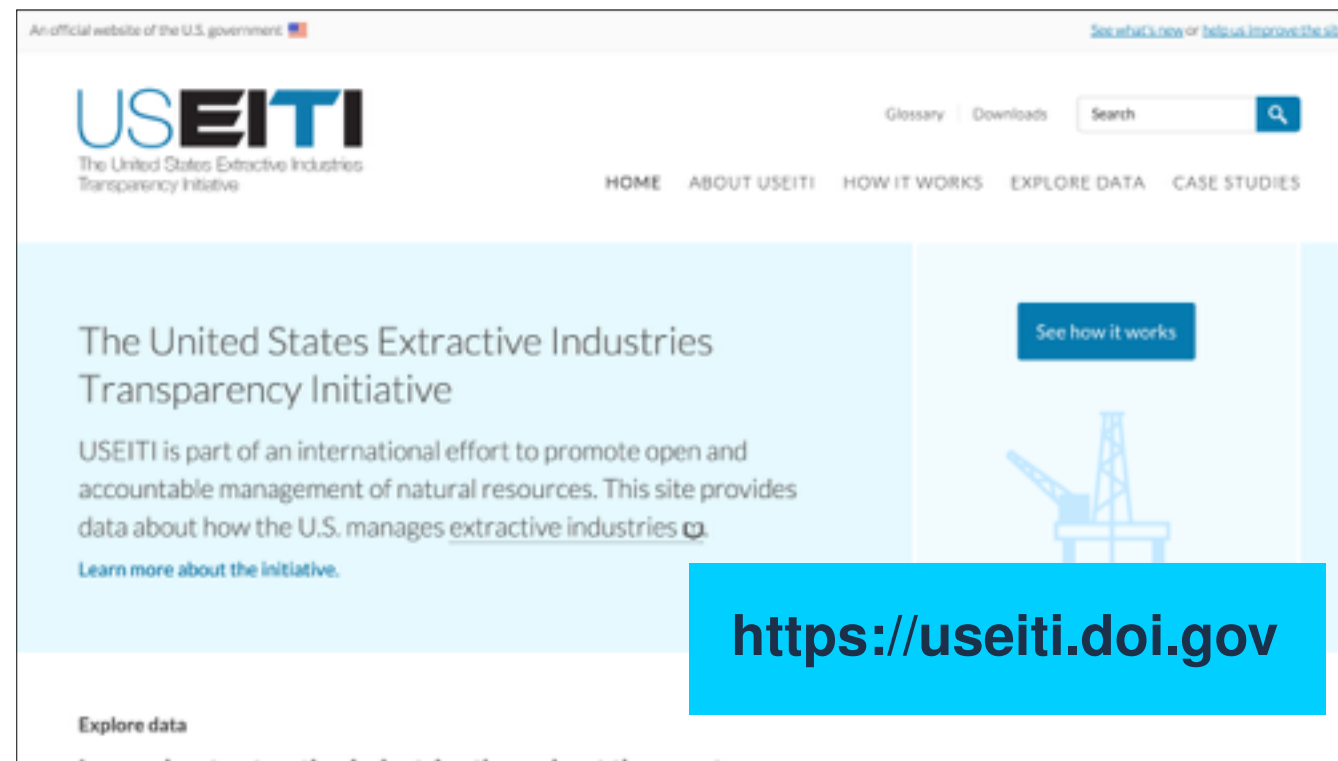 An official website of the U.S. government
See what's new or help us improve the sit
USEITI
The United States Extractive Industries
Transparency Initiative
Glossary Downloads Search
HOME ABOUT USEITI HOW IT WORKS EXPLORE DATA CASE STUDIES
The United States Extractive Industries
Transparency Initiative
USEITI is part of an international effort to promote open and
accountable management of natural resources. This site provides
data about how the U.S. manages extractive industries.
Learn more about the initiative.
See how it works
https://useiti.doi.gov
Explore data